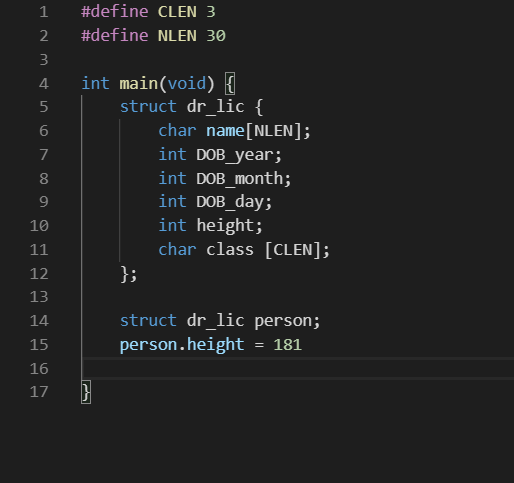 1 #define CLEN 3
2 #define NLEN 30
3
4 int main(void) {
5     struct dr_lic {
6         char name[NLEN];
7         int DOB_year;
8         int DOB_month;
9         int DOB_day;
10         int height;
11         char class [CLEN];
12     };
13
14     struct dr_lic person;
15     person.height = 181
16
17 }